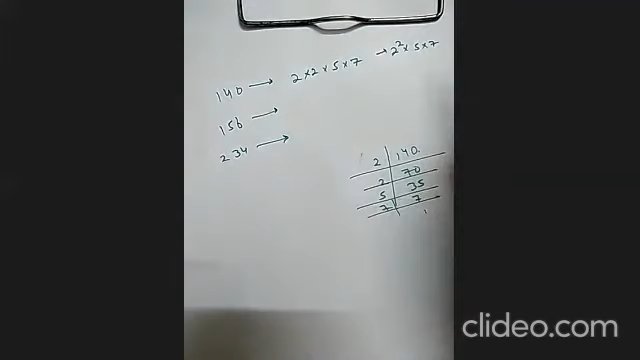 140 → 2×2×5×7 → 2²×5×7
156 →
234 →
2 | 140.
2 | 70
5 | 35
7 | 7
1
clideo.com